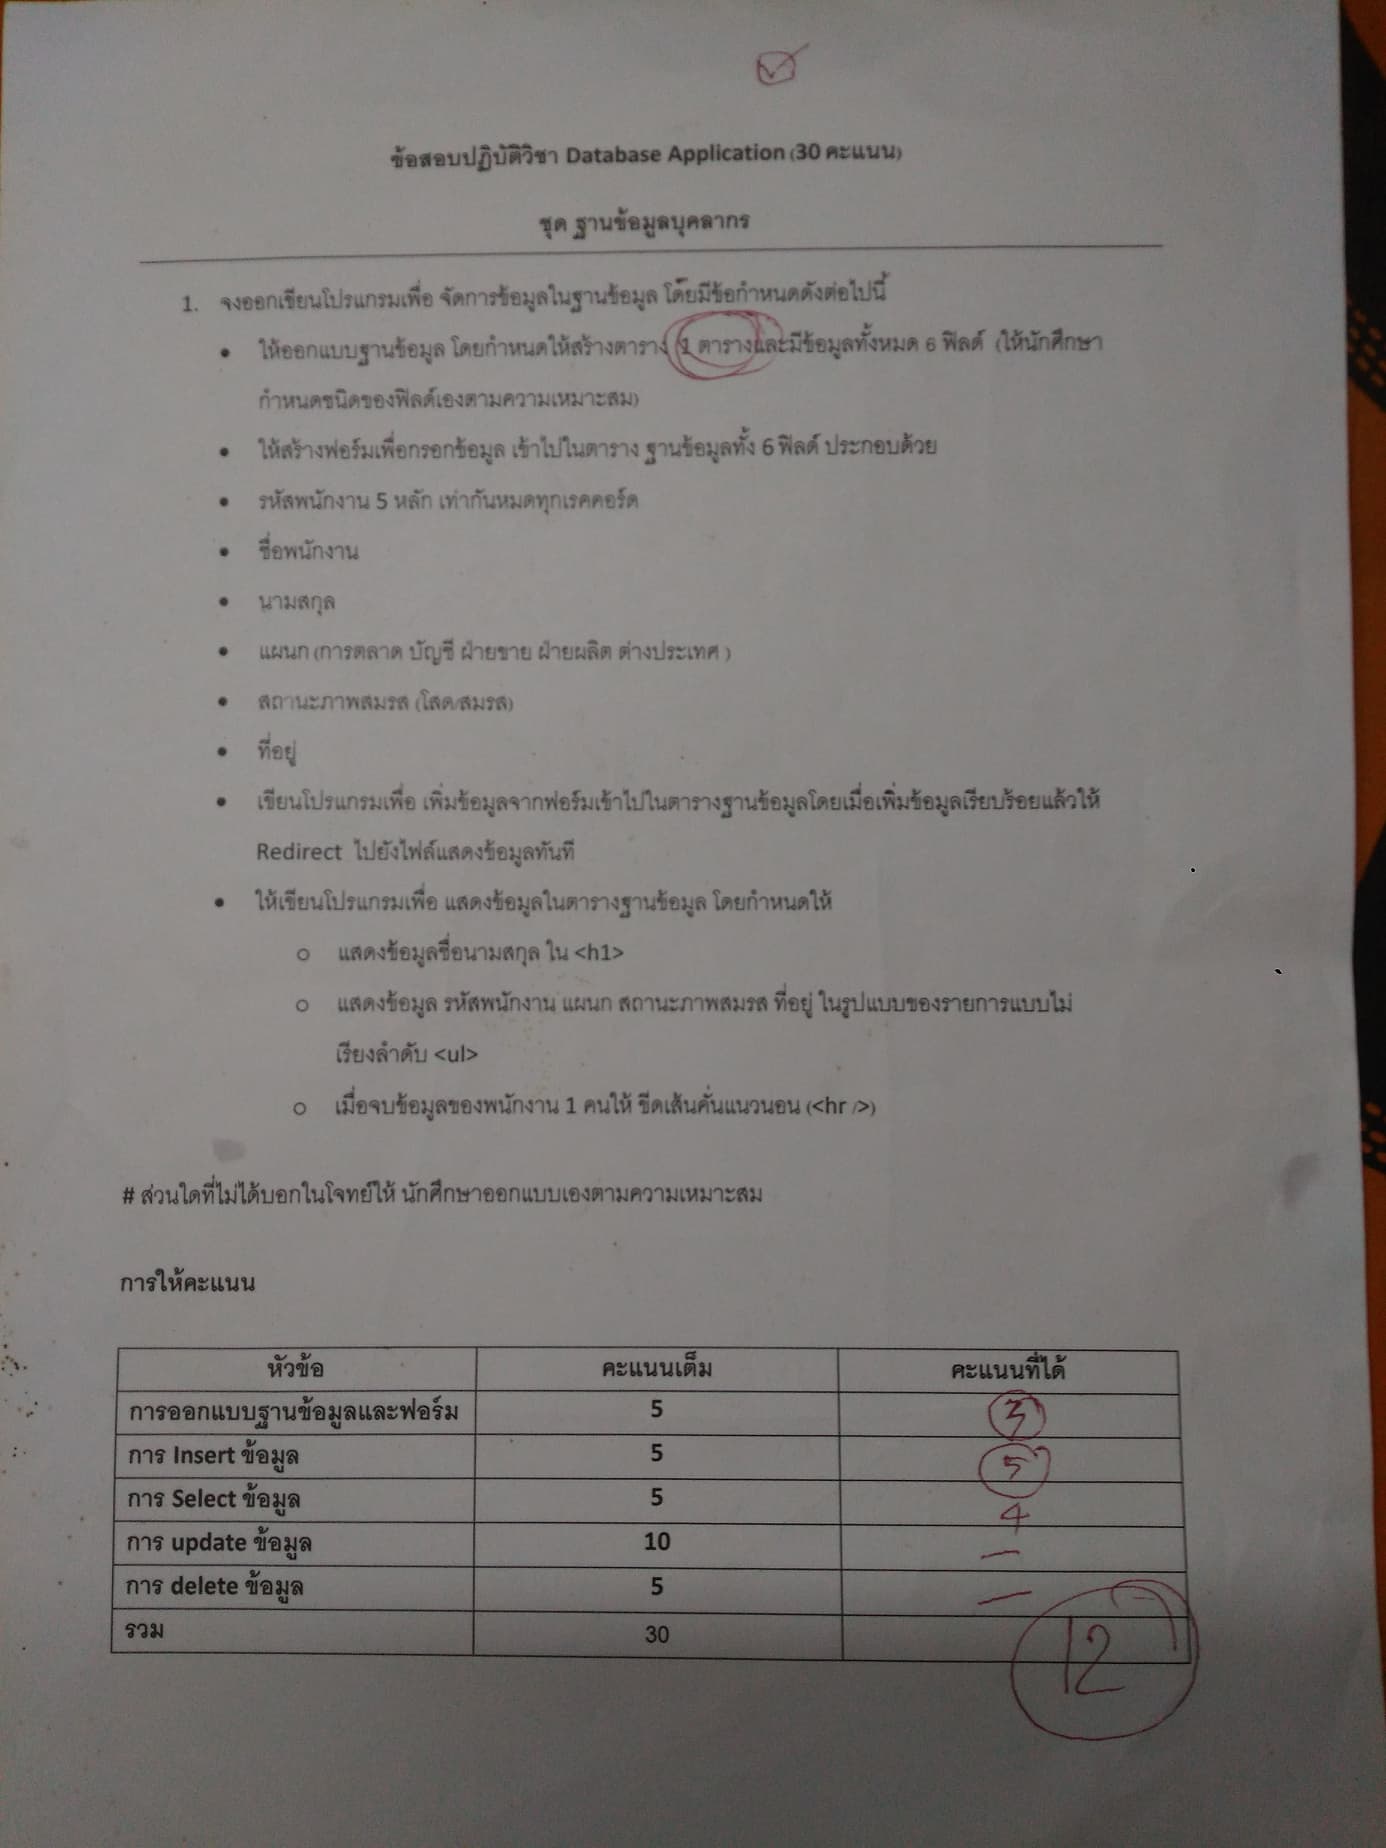 ข้อสอบปฏิบัติวิชา Database Application (30 คะแนน)
ชุด ฐานข้อมูลบุคลากร
1. จงออกเขียนโปรแกรมเพื่อ จัดการข้อมูลในฐานข้อมูล โดยมีข้อกำหนดดังต่อไปนี้
• ให้ออกแบบฐานข้อมูล โดยกำหนดให้สร้างตาราง 1 ตารางและมีข้อมูลทั้งหมด 6 ฟิลด์ (ให้นักศึกษา
กำหนดชนิดของฟิลด์เองตามความเหมาะสม)
• ให้สร้างฟอร์มเพื่อกรอกข้อมูล เข้าไปในตาราง ฐานข้อมูลทั้ง 6 ฟิลด์ ประกอบด้วย
• รหัสพนักงาน 5 หลัก เท่ากันหมดทุกเรคคอร์ด
• ชื่อพนักงาน
• นามสกุล
• แผนก (การตลาด บัญชี ฝ่ายขาย ฝ่ายผลิต ต่างประเทศ )
• สถานะภาพสมรส (โสด/สมรส)
• ที่อยู่
• เขียนโปรแกรมเพื่อ เพิ่มข้อมูลจากฟอร์มเข้าไปในตารางฐานข้อมูลโดยเมื่อเพิ่มข้อมูลเรียบร้อยแล้วให้
Redirect ไปยังไฟล์แสดงข้อมูลทันที
• ให้เขียนโปรแกรมเพื่อ แสดงข้อมูลในตารางฐานข้อมูล โดยกำหนดให้
o แสดงข้อมูลชื่อนามสกุล ใน <h1>
o แสดงข้อมูล รหัสพนักงาน แผนก สถานะภาพสมรส ที่อยู่ ในรูปแบบของรายการแบบไม่
เรียงลำดับ <ul>
o เมื่อจบข้อมูลของพนักงาน 1 คนให้ ขีดเส้นคั่นแนวนอน (<hr />)
# ส่วนใดที่ไม่ได้บอกในโจทย์ให้ นักศึกษาออกแบบเองตามความเหมาะสม
การให้คะแนน
หัวข้อ คะแนนเต็ม คะแนนที่ได้
การออกแบบฐานข้อมูลและฟอร์ม 5 3
การ Insert ข้อมูล 5 5
การ Select ข้อมูล 5 4
การ update ข้อมูล 10 –
การ delete ข้อมูล 5 –
รวม 30 12